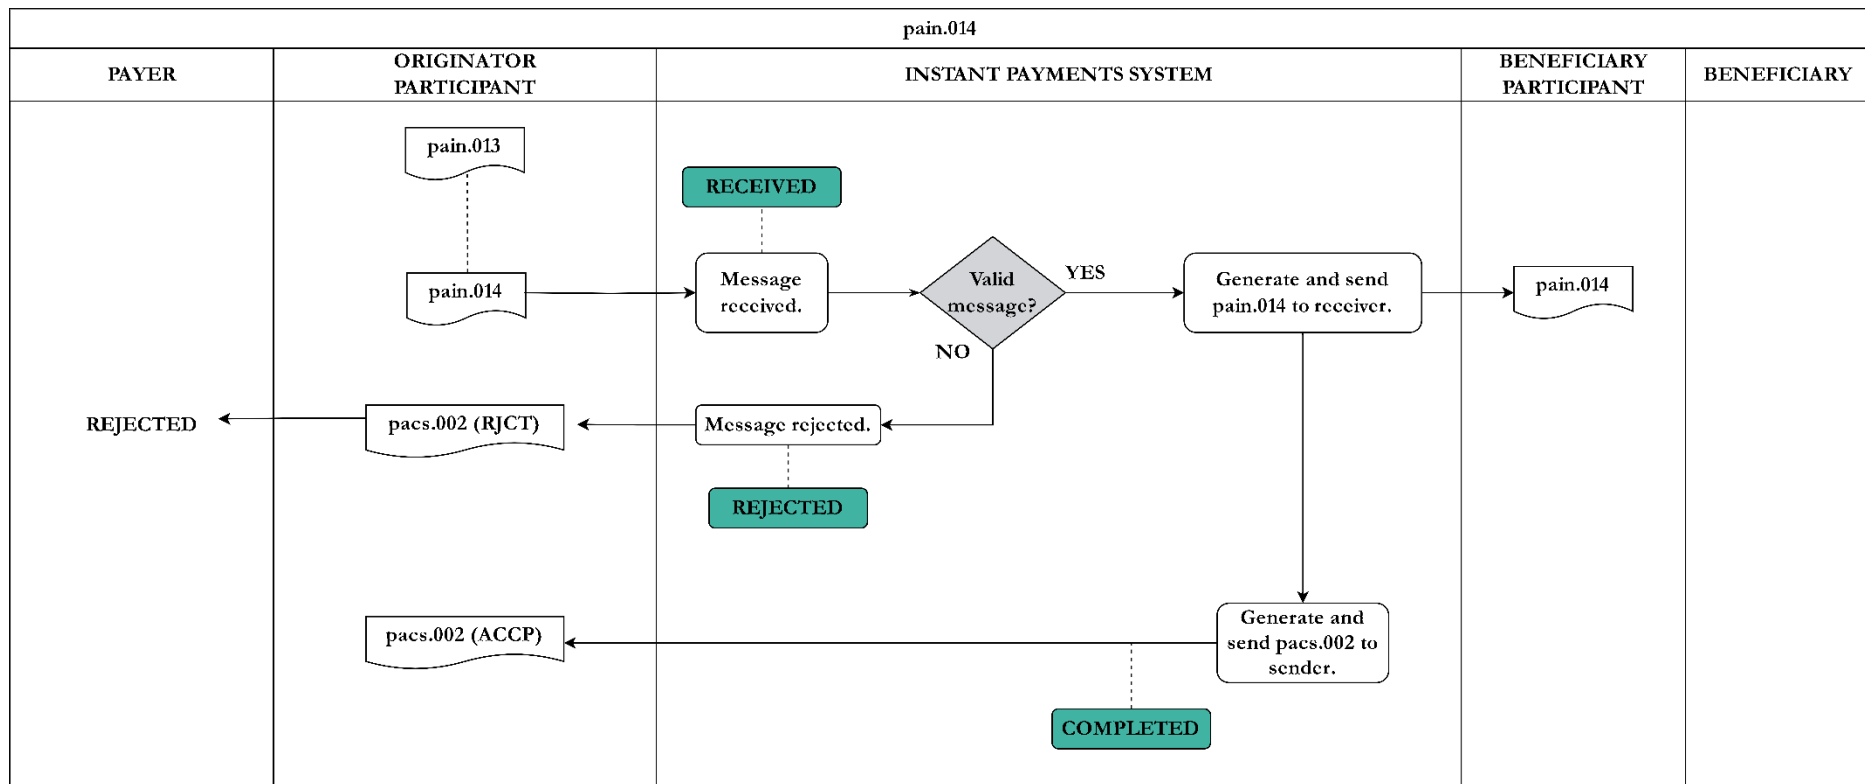 pain.014
PAYER
ORIGINATOR
PARTICIPANT
INSTANT PAYMENTS SYSTEM
BENEFICIARY
PARTICIPANT
BENEFICIARY
pain.013
RECEIVED
pain.014
Message
received.
Valid
message?
YES
NO
Generate and send
pain.014 to receiver.
pain.014
REJECTED
pacs.002 (RJCT)
Message rejected.
REJECTED
pacs.002 (ACCP)
Generate and
send pacs.002 to
sender.
COMPLETED